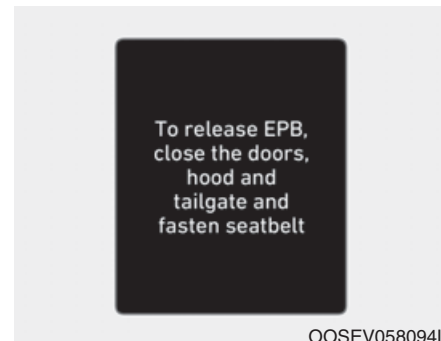 To release EPB,
close the doors,
hood and
tailgate and
fasten seatbelt
OOSEV058094L